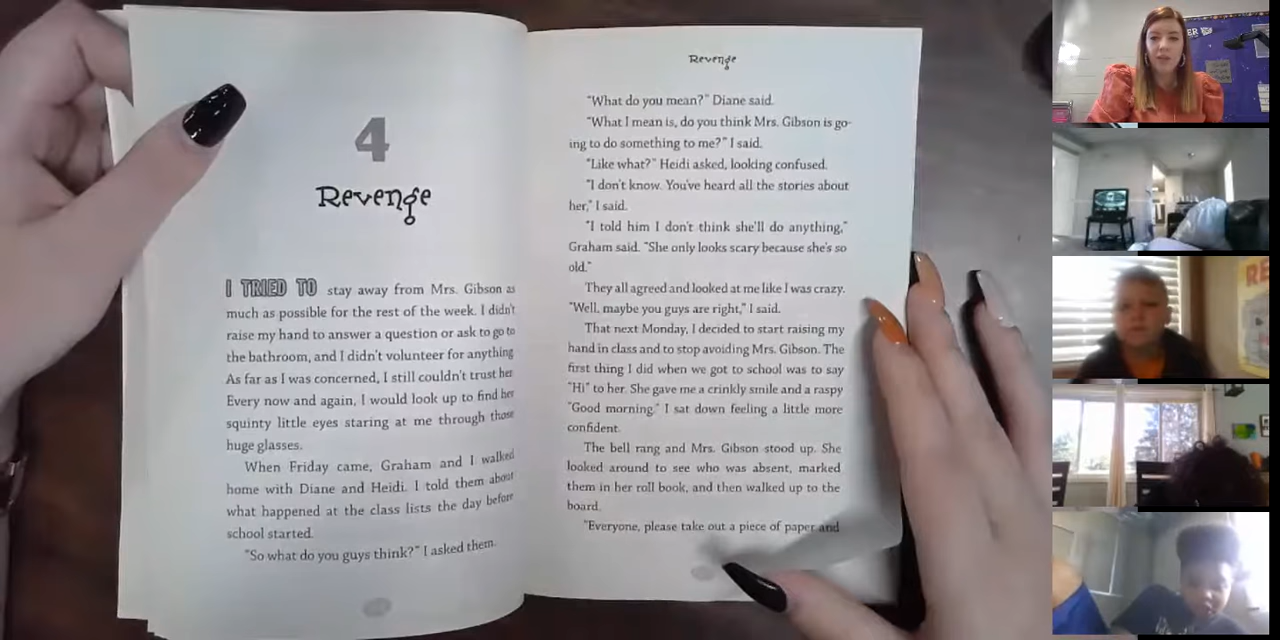 4
Revenge
I TRIED TO stay away from Mrs. Gibson as
much as possible for the rest of the week. I didn't
raise my hand to answer a question or ask to go to
the bathroom, and I didn't volunteer for anything
As far as I was concerned, I still couldn't trust her
Every now and again, I would look up to find her
squinty little eyes staring at me through those
huge glasses.
When Friday came, Graham and I walked
home with Diane and Heidi. I told them about
what happened at the class lists the day before
school started.
"So what do you guys think?" I asked them.
Revenge
"What do you mean?" Diane said.
"What I mean is, do you think Mrs. Gibson is go-
ing to do something to me?" I said.
"Like what?" Heidi asked, looking confused.
"I don't know. You've heard all the stories about
her," I said.
"I told him I don't think she'll do anything,"
Graham said. "She only looks scary because she's so
old."
They all agreed and looked at me like I was crazy.
"Well, maybe you guys are right," I said.
That next Monday, I decided to start raising my
hand in class and to stop avoiding Mrs. Gibson. The
first thing I did when we got to school was to say
"Hi" to her. She gave me a crinkly smile and a raspy
"Good morning." I sat down feeling a little more
confident.
The bell rang and Mrs. Gibson stood up. She
looked around to see who was absent, marked
them in her roll book, and then walked up to the
board.
"Everyone, please take out a piece of paper and